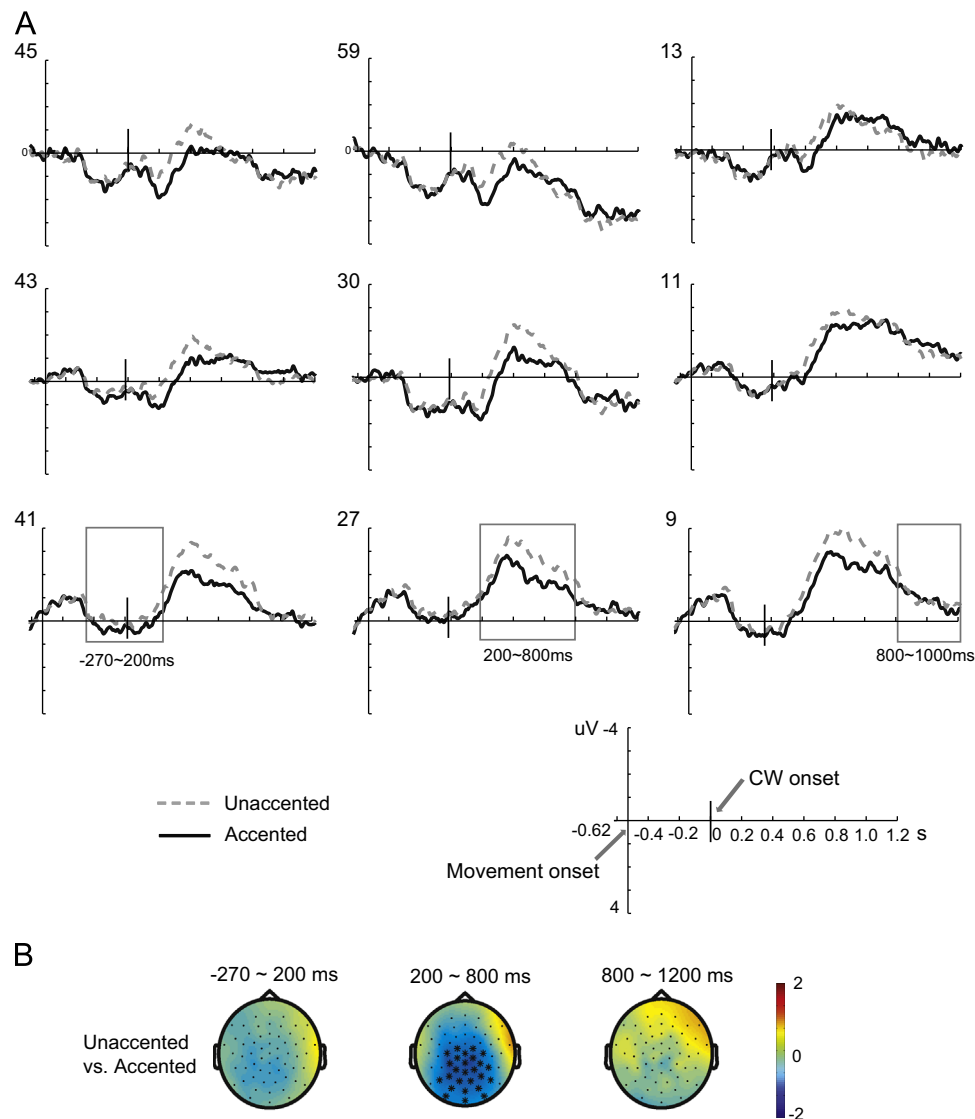 A
45 59 13
0 0
43 30 11
41 27 9
-270~200ms 200~800ms 800~1000ms
uV -4
CW onset
Unaccented
Accented
-0.62 -0.4 -0.2 0 0.2 0.4 0.6 0.8 1.0 1.2 s
Movement onset
4
B
-270 ~ 200 ms 200 ~ 800 ms 800 ~ 1200 ms
2
Unaccented
vs. Accented
0
-2